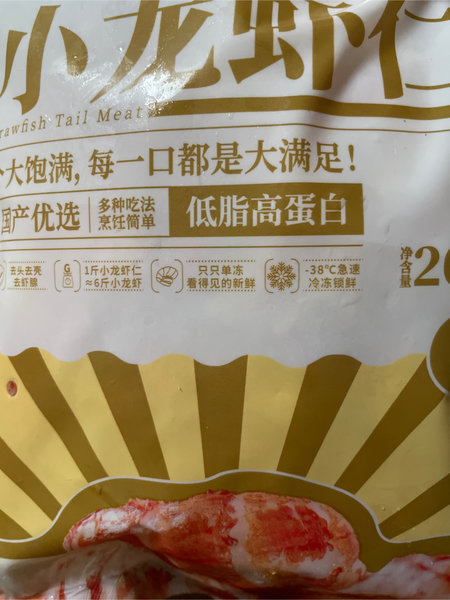 小龙虾仁
rawfish Tail Meat
个大饱满，每一口都是大满足！
国产优选
多种吃法
烹饪简单
低脂高蛋白
去头去壳
去虾腺
G
1斤小龙虾仁
≈6斤小龙虾
只只单冻
看得见的新鲜
-38℃急速
冷冻锁鲜
净含量